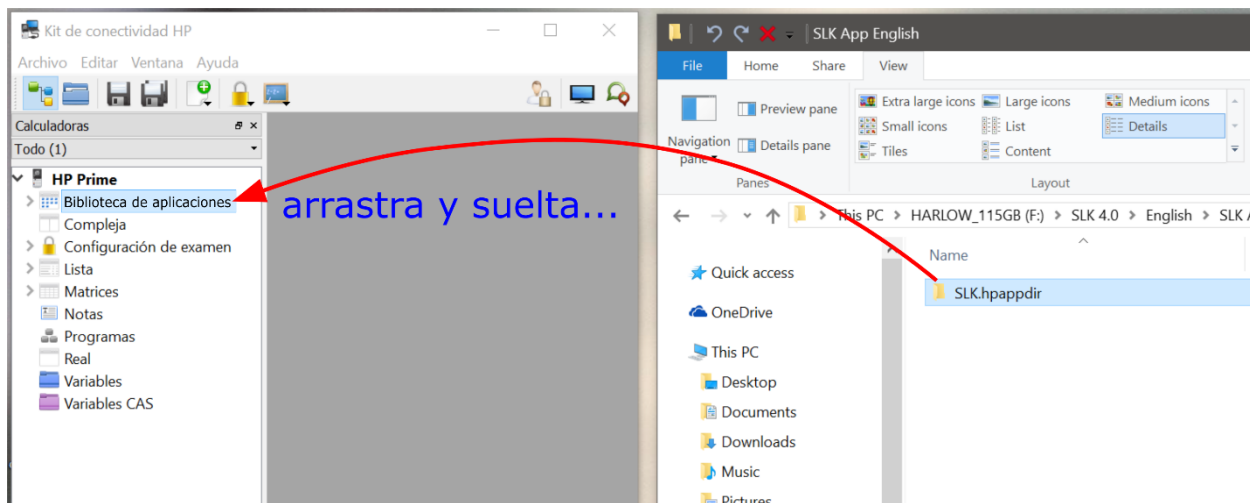 Kit de conectividad HP
Archivo Editar Ventana Ayuda
Calculadoras
Todo (1)
HP Prime
Biblioteca de aplicaciones
Compleja
Configuración de examen
Lista
Matrices
Notas
Programas
Real
Variables
Variables CAS
arrastra y suelta...
SLK App English
File Home Share View
Navigation
pane
Preview pane
Details pane
Panes
Extra large icons Large icons Medium icons
Small icons List Details
Tiles Content
Layout
This PC > HARLOW_115GB (F:) > SLK 4.0 > English > SLK
Name
SLK.hpappdir
Quick access
OneDrive
This PC
Desktop
Documents
Downloads
Music
Pictures